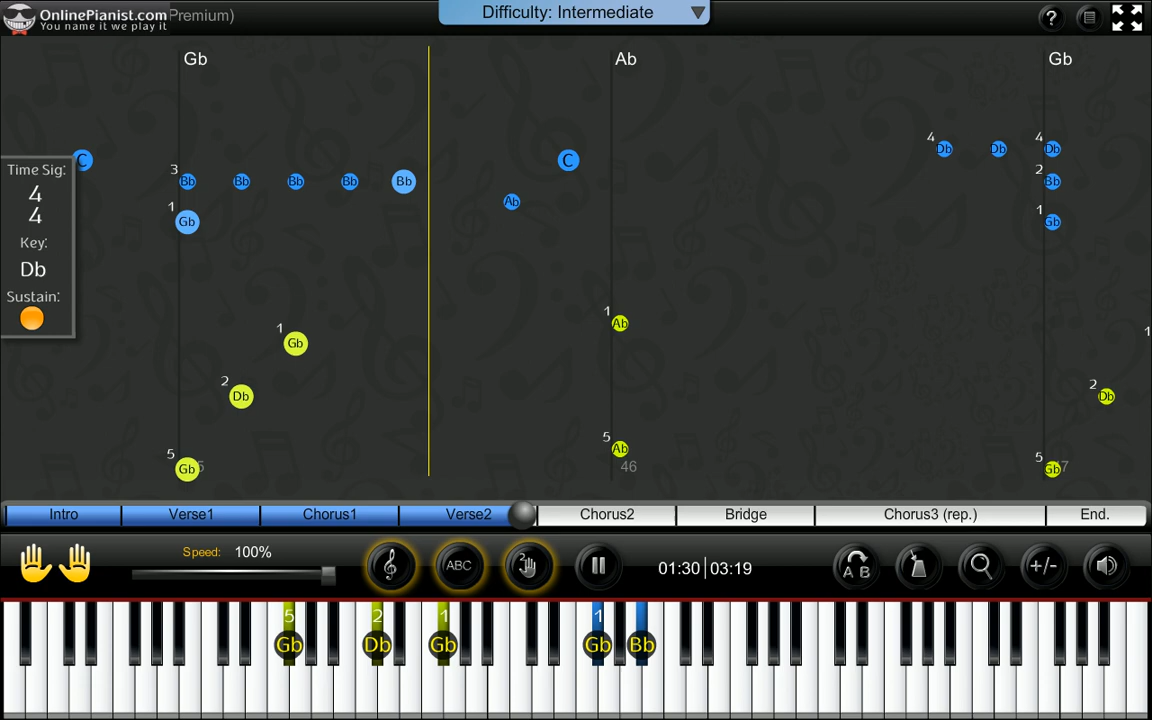 OnlinePianist.com
You name it we play it
Premium)
Difficulty: Intermediate
?
Gb
Ab
Gb
C
C
4
Db
Db
4
Db
3
Bb
Bb
Bb
Bb
Bb
2
Bb
Ab
1
Gb
1
Gb
Time Sig:
4
4
Key:
Db
Sustain:
1
Ab
1
Gb
1
2
Db
2
Db
5
Ab
46
5
Gb
5
Gb
Intro
Verse1
Chorus1
Verse2
Chorus2
Bridge
Chorus3 (rep.)
End.
Speed:
100%
ABC
2
01:30
03:19
A B
+/-
5
2
1
1
Gb
Db
Gb
Gb
Bb